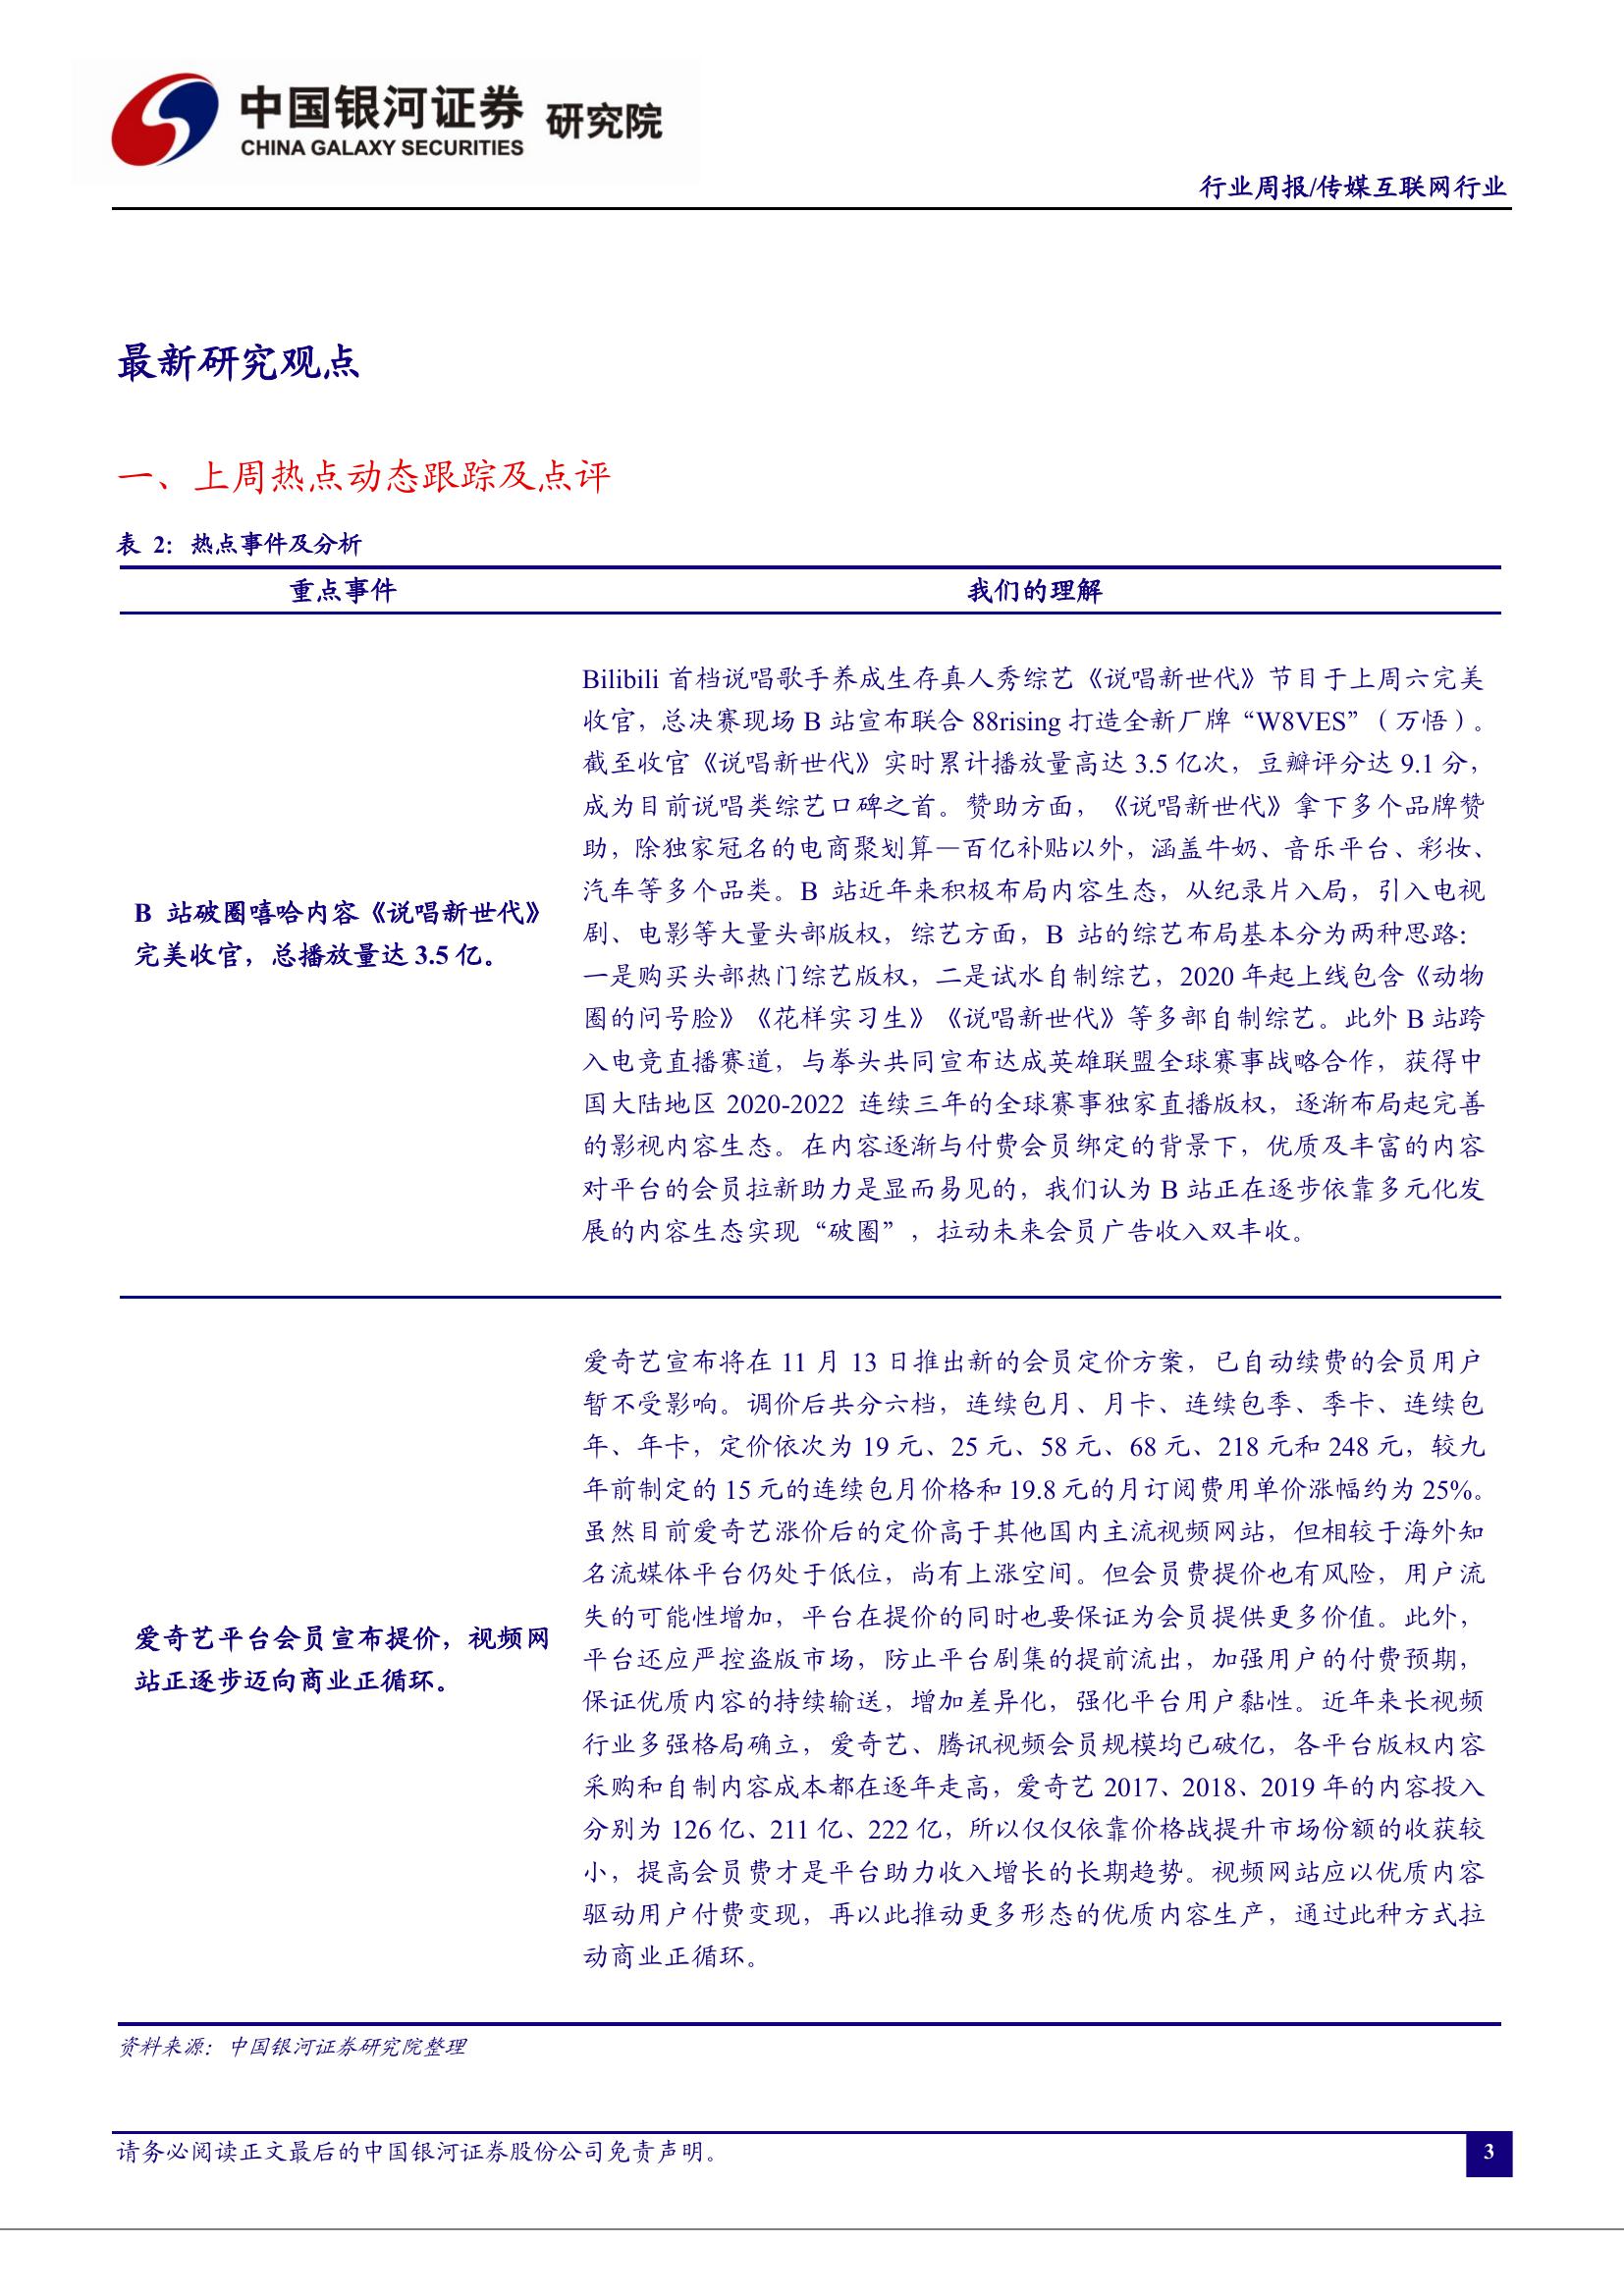 中国银河证券 研究院
CHINA GALAXY SECURITIES
行业周报/传媒互联网行业
最新研究观点
一、上周热点动态跟踪及点评
表 2：热点事件及分析
重点事件 我们的理解
B 站破圈嘻哈内容《说唱新世代》
完美收官，总播放量达 3.5 亿。
Bilibili 首档说唱歌手养成生存真人秀综艺《说唱新世代》节目于上周六完美
收官，总决赛现场 B 站宣布联合 88rising 打造全新厂牌“W8VES”（万悟）。
截至收官《说唱新世代》实时累计播放量高达 3.5 亿次，豆瓣评分达 9.1 分，
成为目前说唱类综艺口碑之首。赞助方面，《说唱新世代》拿下多个品牌赞
助，除独家冠名的电商聚划算—百亿补贴以外，涵盖牛奶、音乐平台、彩妆、
汽车等多个品类。B 站近年来积极布局内容生态，从纪录片入局，引入电视
剧、电影等大量头部版权，综艺方面，B 站的综艺布局基本分为两种思路：
一是购买头部热门综艺版权，二是试水自制综艺，2020 年起上线包含《动物
圈的问号脸》《花样实习生》《说唱新世代》等多部自制综艺。此外 B 站跨
入电竞直播赛道，与拳头共同宣布达成英雄联盟全球赛事战略合作，获得中
国大陆地区 2020-2022 连续三年的全球赛事独家直播版权，逐渐布局起完善
的影视内容生态。在内容逐渐与付费会员绑定的背景下，优质及丰富的内容
对平台的会员拉新助力是显而易见的，我们认为 B 站正在逐步依靠多元化发
展的内容生态实现“破圈”，拉动未来会员广告收入双丰收。
爱奇艺平台会员宣布提价，视频网
站正逐步迈向商业正循环。
爱奇艺宣布将在 11 月 13 日推出新的会员定价方案，已自动续费的会员用户
暂不受影响。调价后共分六档，连续包月、月卡、连续包季、季卡、连续包
年、年卡，定价依次为 19 元、25 元、58 元、68 元、218 元和 248 元，较九
年前制定的 15 元的连续包月价格和 19.8 元的月订阅费用单价涨幅约为 25%。
虽然目前爱奇艺涨价后的定价高于其他国内主流视频网站，但相较于海外知
名流媒体平台仍处于低位，尚有上涨空间。但会员费提价也有风险，用户流
失的可能性增加，平台在提价的同时也要保证为会员提供更多价值。此外，
平台还应严控盗版市场，防止平台剧集的提前流出，加强用户的付费预期，
保证优质内容的持续输送，增加差异化，强化平台用户黏性。近年来长视频
行业多强格局确立，爱奇艺、腾讯视频会员规模均已破亿，各平台版权内容
采购和自制内容成本都在逐年走高，爱奇艺 2017、2018、2019 年的内容投入
分别为 126 亿、211 亿、222 亿，所以仅仅依靠价格战提升市场份额的收获较
小，提高会员费才是平台助力收入增长的长期趋势。视频网站应以优质内容
驱动用户付费变现，再以此推动更多形态的优质内容生产，通过此种方式拉
动商业正循环。
资料来源：中国银河证券研究院整理
请务必阅读正文最后的中国银河证券股份公司免责声明。
3